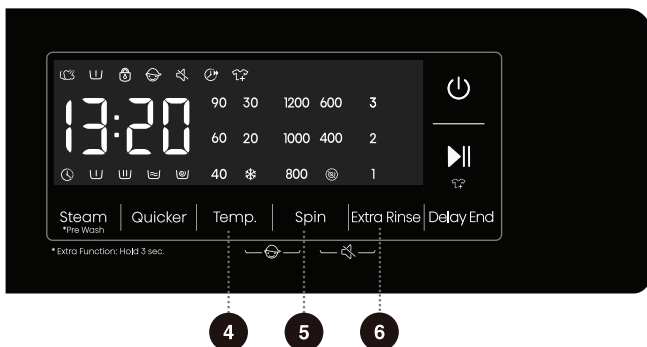 13:20
90 30 1200 600 3
60 20 1000 400 2
40 800 1
Steam Quicker Temp. Spin Extra Rinse Delay End
*Pre Wash
* Extra Function: Hold 3 sec.
4 5 6